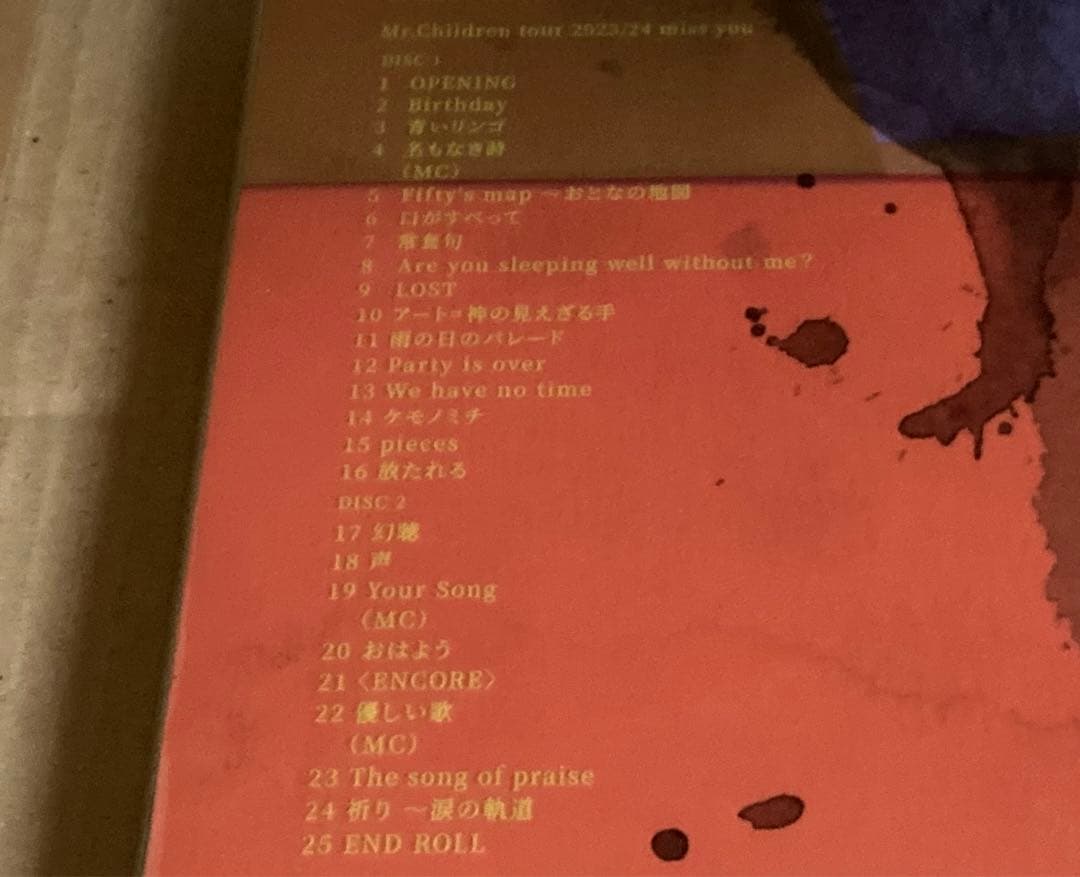 Mr.Children tour 2023/24 miss you
DISC 1
1 OPENING
2 Birthday
3 青いリンゴ
4 名もなき詩
(MC)
5 Fifty's map ～おとなの地図
6 口がすべって
7 常套句
8 Are you sleeping well without me?
9 LOST
10 アート=神の見えざる手
11 雨の日のパレード
12 Party is over
13 We have no time
14 ケモノミチ
15 pieces
16 放たれる
DISC 2
17 幻聴
18 声
19 Your Song
(MC)
20 おはよう
21 〈ENCORE〉
22 優しい歌
(MC)
23 The song of praise
24 祈り ～涙の軌道
25 END ROLL